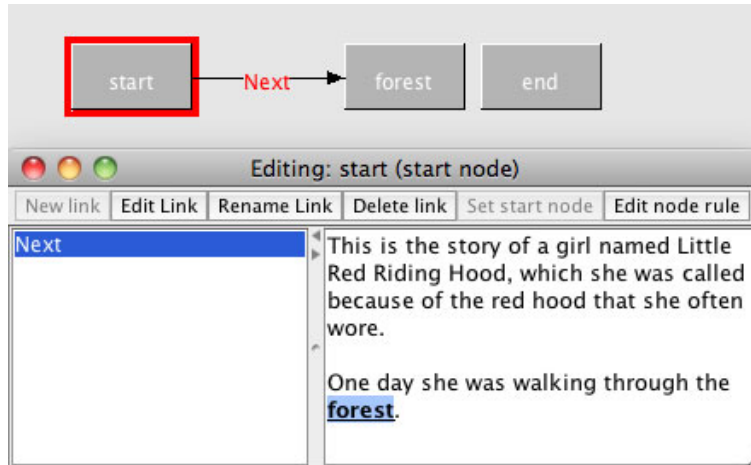 start
Next
forest
end
Editing: start (start node)
New link
Edit Link
Rename Link
Delete link
Set start node
Edit node rule
Next
This is the story of a girl named Little
Red Riding Hood, which she was called
because of the red hood that she often
wore.
One day she was walking through the
forest.